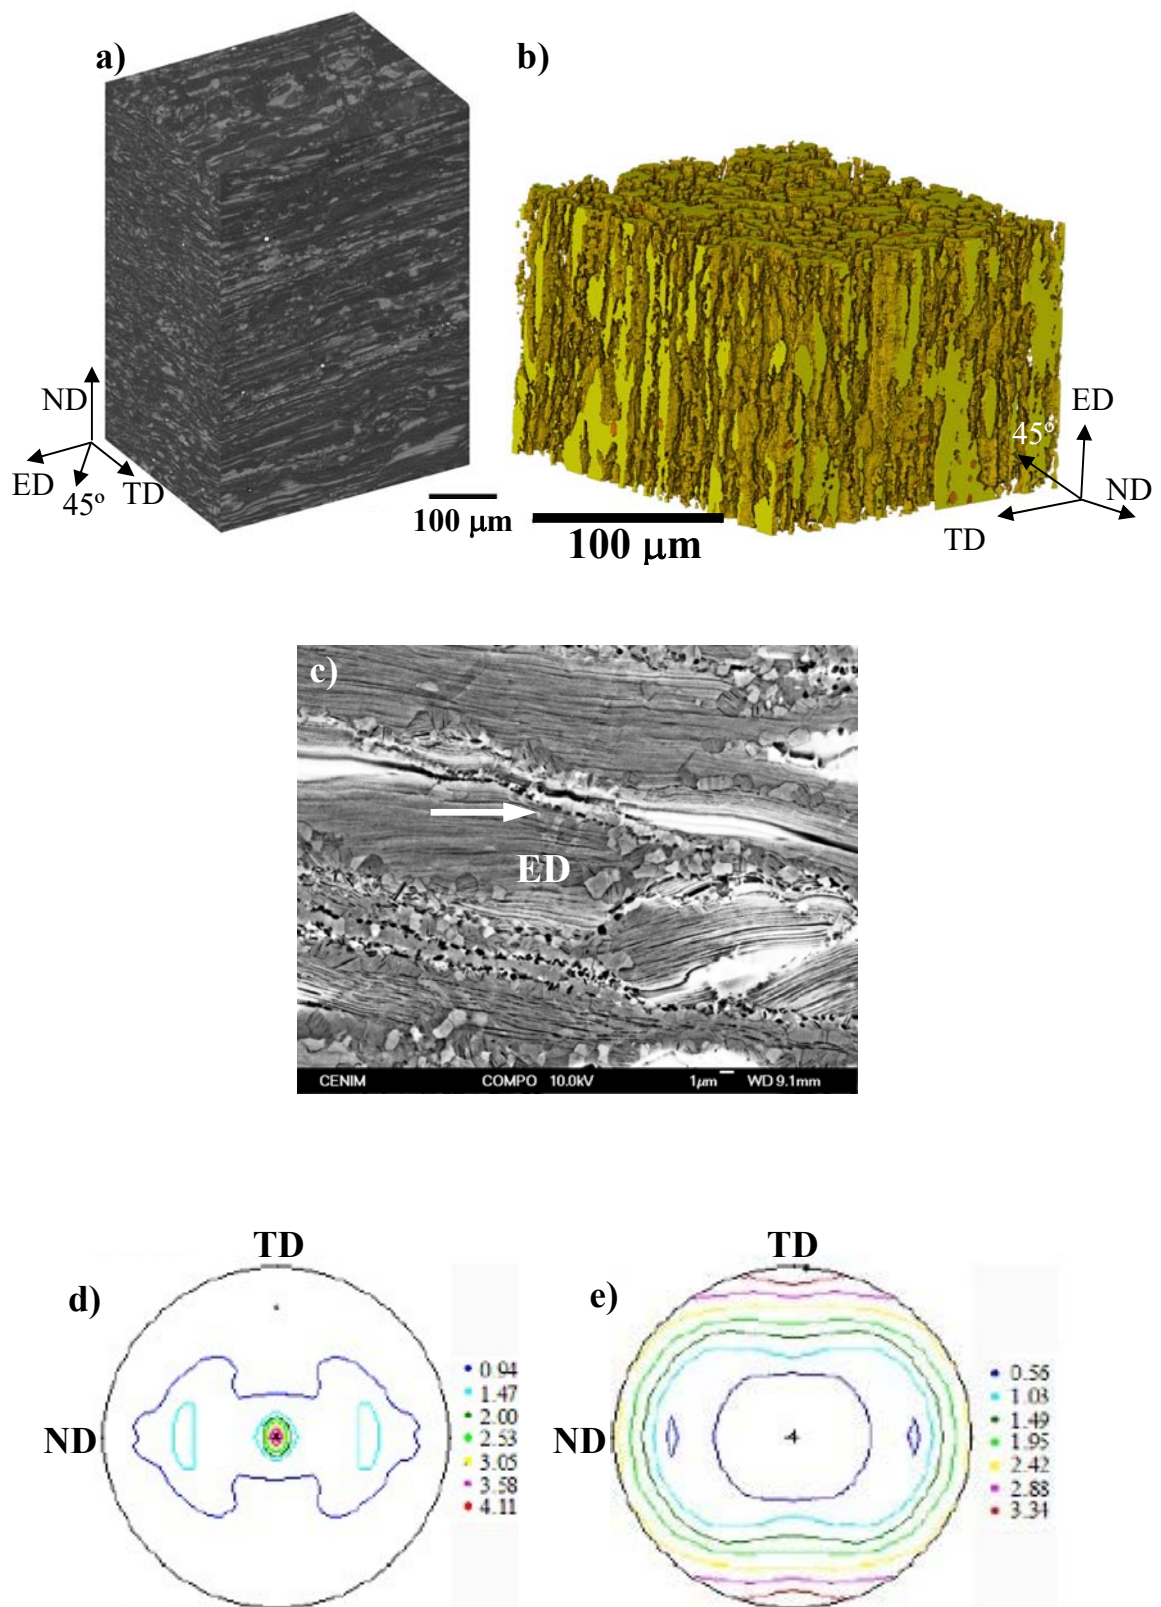 a)
b)
ND
ED
45º
TD
100 μm
100 μm
ED
45º
ND
TD
c)
ED
CENIM COMPO 10.0kV 1μm WD 9.1mm
TD
d)
ND
0.94
1.47
2.00
2.53
3.05
3.58
4.11
TD
e)
ND
0.56
1.03
1.49
1.95
2.42
2.88
3.34